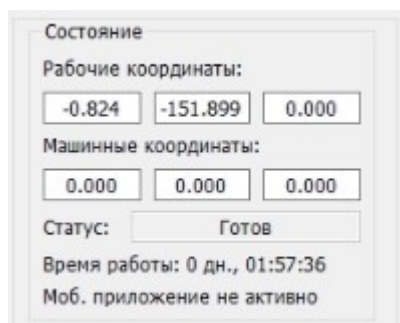 Состояние
Рабочие координаты:
-0.824 -151.899 0.000
Машинные координаты:
0.000 0.000 0.000
Статус: Готов
Время работы: 0 дн., 01:57:36
Моб. приложение не активно